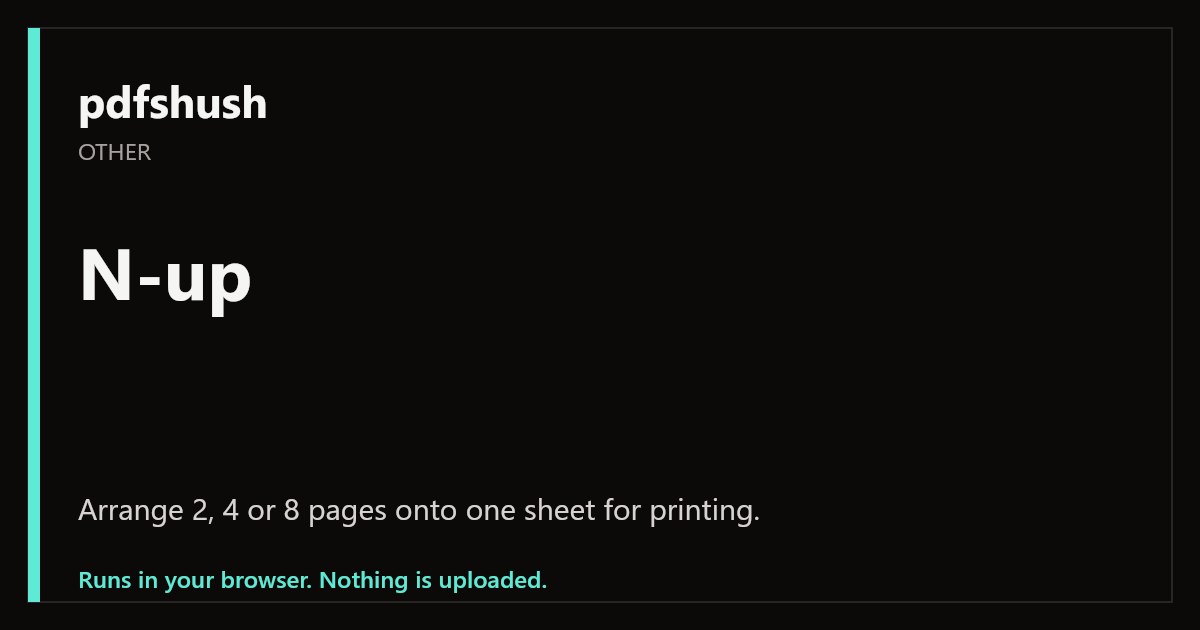 pdfshush
OTHER
N-up
Arrange 2, 4 or 8 pages onto one sheet for printing.
Runs in your browser. Nothing is uploaded.